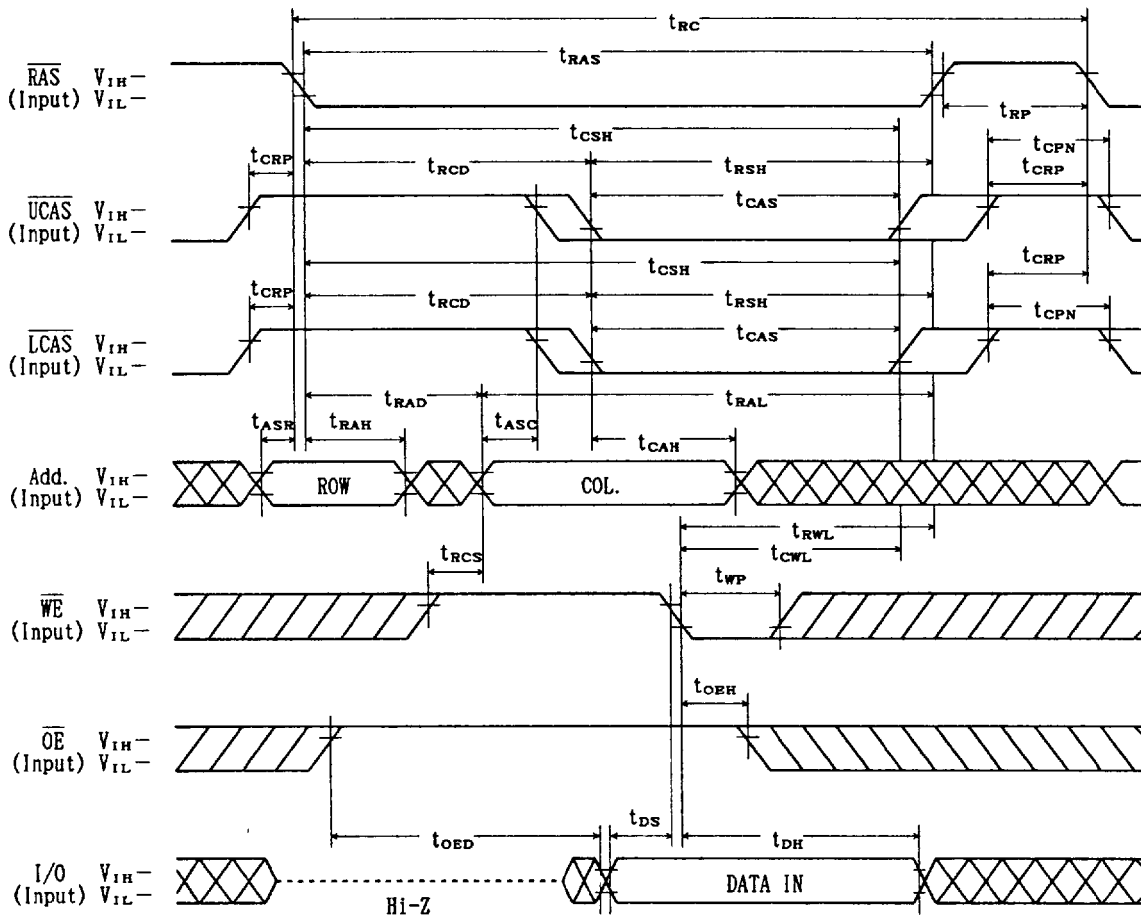 tRC
tRAS
RAS VIH
(Input) VIL
tRP
tCSH
tCRP tRCD tRSH tCPN
tCRP
UCAS VIH
(Input) VIL
tCAS
tCSH tCRP
tCRP tRCD tRSH
tCPN
LCAS VIH
(Input) VIL
tCAS
tRAD tRAL
tASR tRAH tASC tCAH
Add. VIH
(Input) VIL
ROW COL.
tRWL
tRCS tCWL
tWP
WE VIH
(Input) VIL
tOEH
OE VIH
(Input) VIL
tOED tDS tDH
I/O VIH
(Input) VIL
DATA IN
Hi-Z